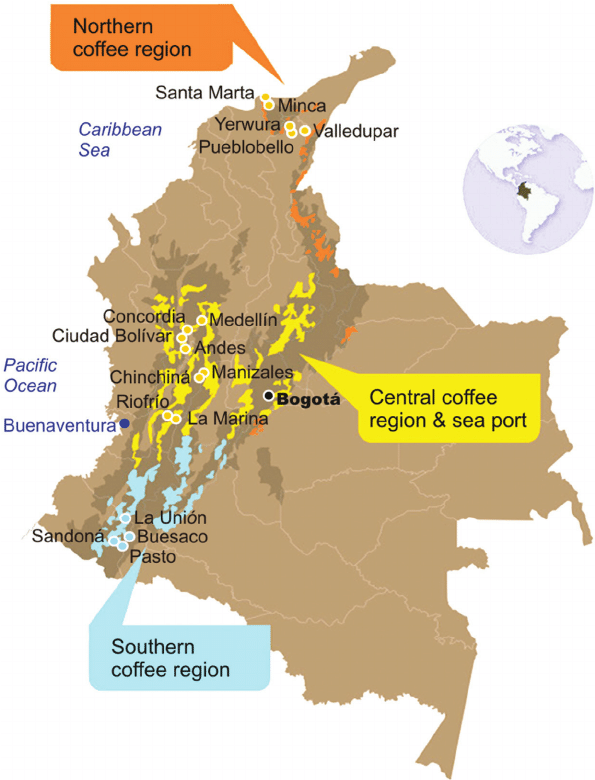 Northern
coffee region
Santa Marta
Minca
Caribbean
Sea
Yerwura
Valledupar
Pueblobello
Concordia
Medellín
Ciudad Bolívar
Andes
Pacific
Ocean
Chinchiná
Manizales
Riofrío
Bogotá
Central coffee
region & sea port
La Marina
Buenaventura
La Unión
Sandoná
Buesaco
Pasto
Southern
coffee region